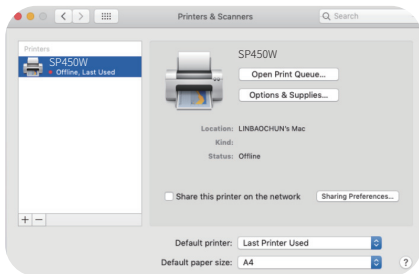 Printers & Scanners
Search
Printers
SP450W
Offline, Last Used
SP450W
Open Print Queue...
Options & Supplies...
Location: LINBAOCHUN's Mac
Kind:
Status: Offline
Share this printer on the network
Sharing Preferences...
+ −
Default printer: Last Printer Used
Default paper size: A4
?